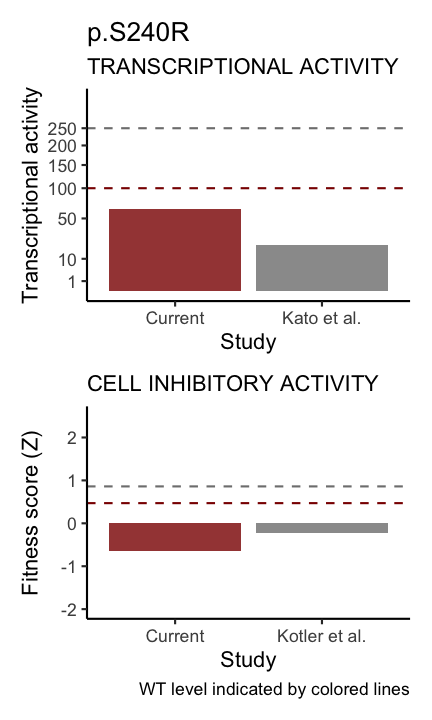 p.S240R
TRANSCRIPTIONAL ACTIVITY
Transcriptional activity
250
200
150
100
50
10
1
Current
Kato et al.
Study
CELL INHIBITORY ACTIVITY
Fitness score (Z)
2
1
0
-1
-2
Current
Kotler et al.
Study
WT level indicated by colored lines